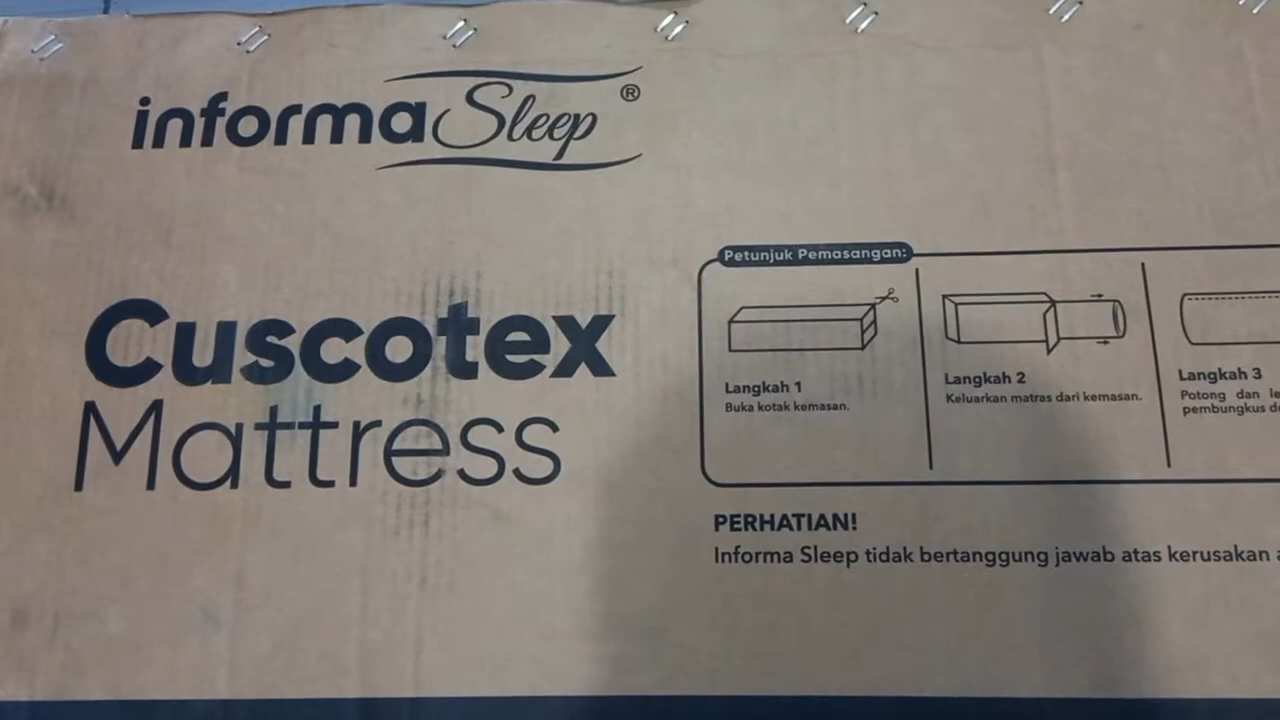 informa Sleep ®
Cuscotex
Mattress
Petunjuk Pemasangan:
Langkah 1
Buka kotak kemasan.
Langkah 2
Keluarkan matras dari kemasan.
Langkah 3
Potong dan
pembungkus
PERHATIAN!
Informa Sleep tidak bertanggung jawab atas kerusakan